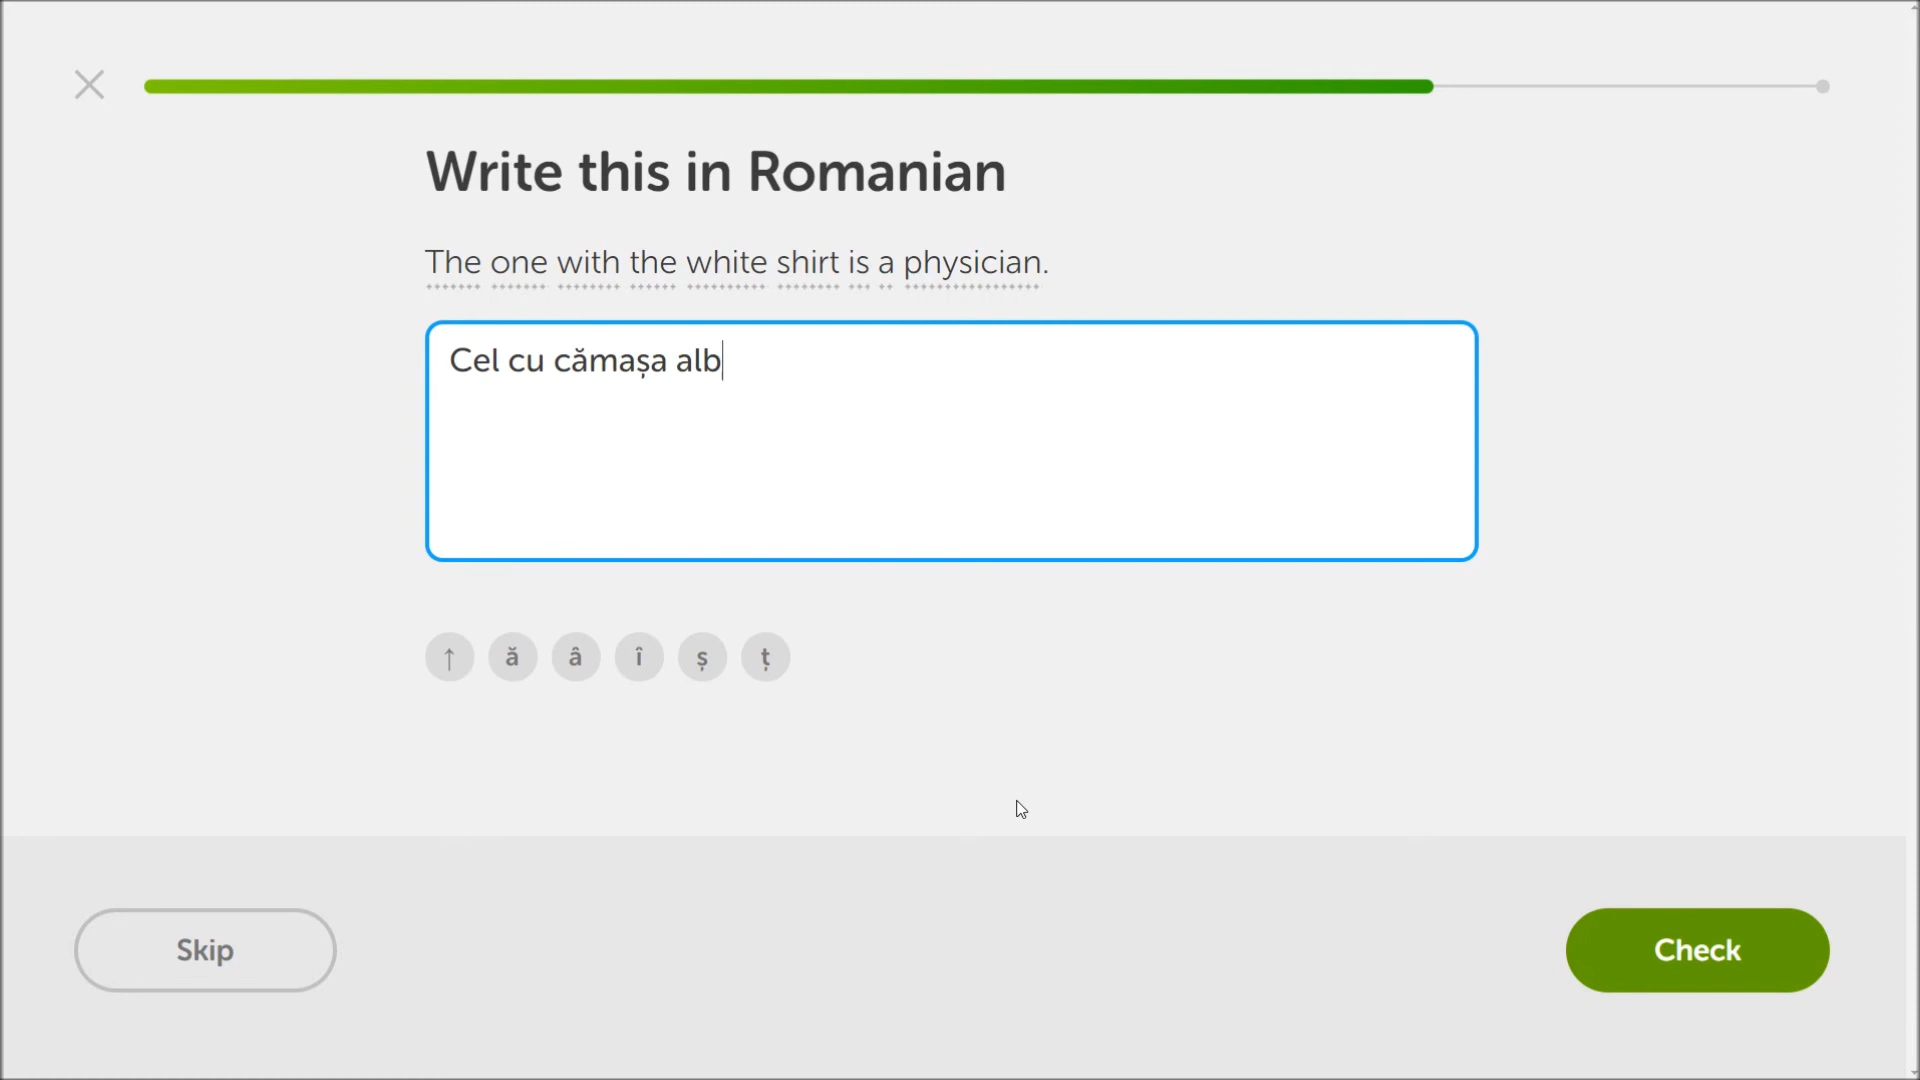 Write this in Romanian
The one with the white shirt is a physician.
Cel cu cămașa alb
↑ ă â î ș ț
Skip
Check